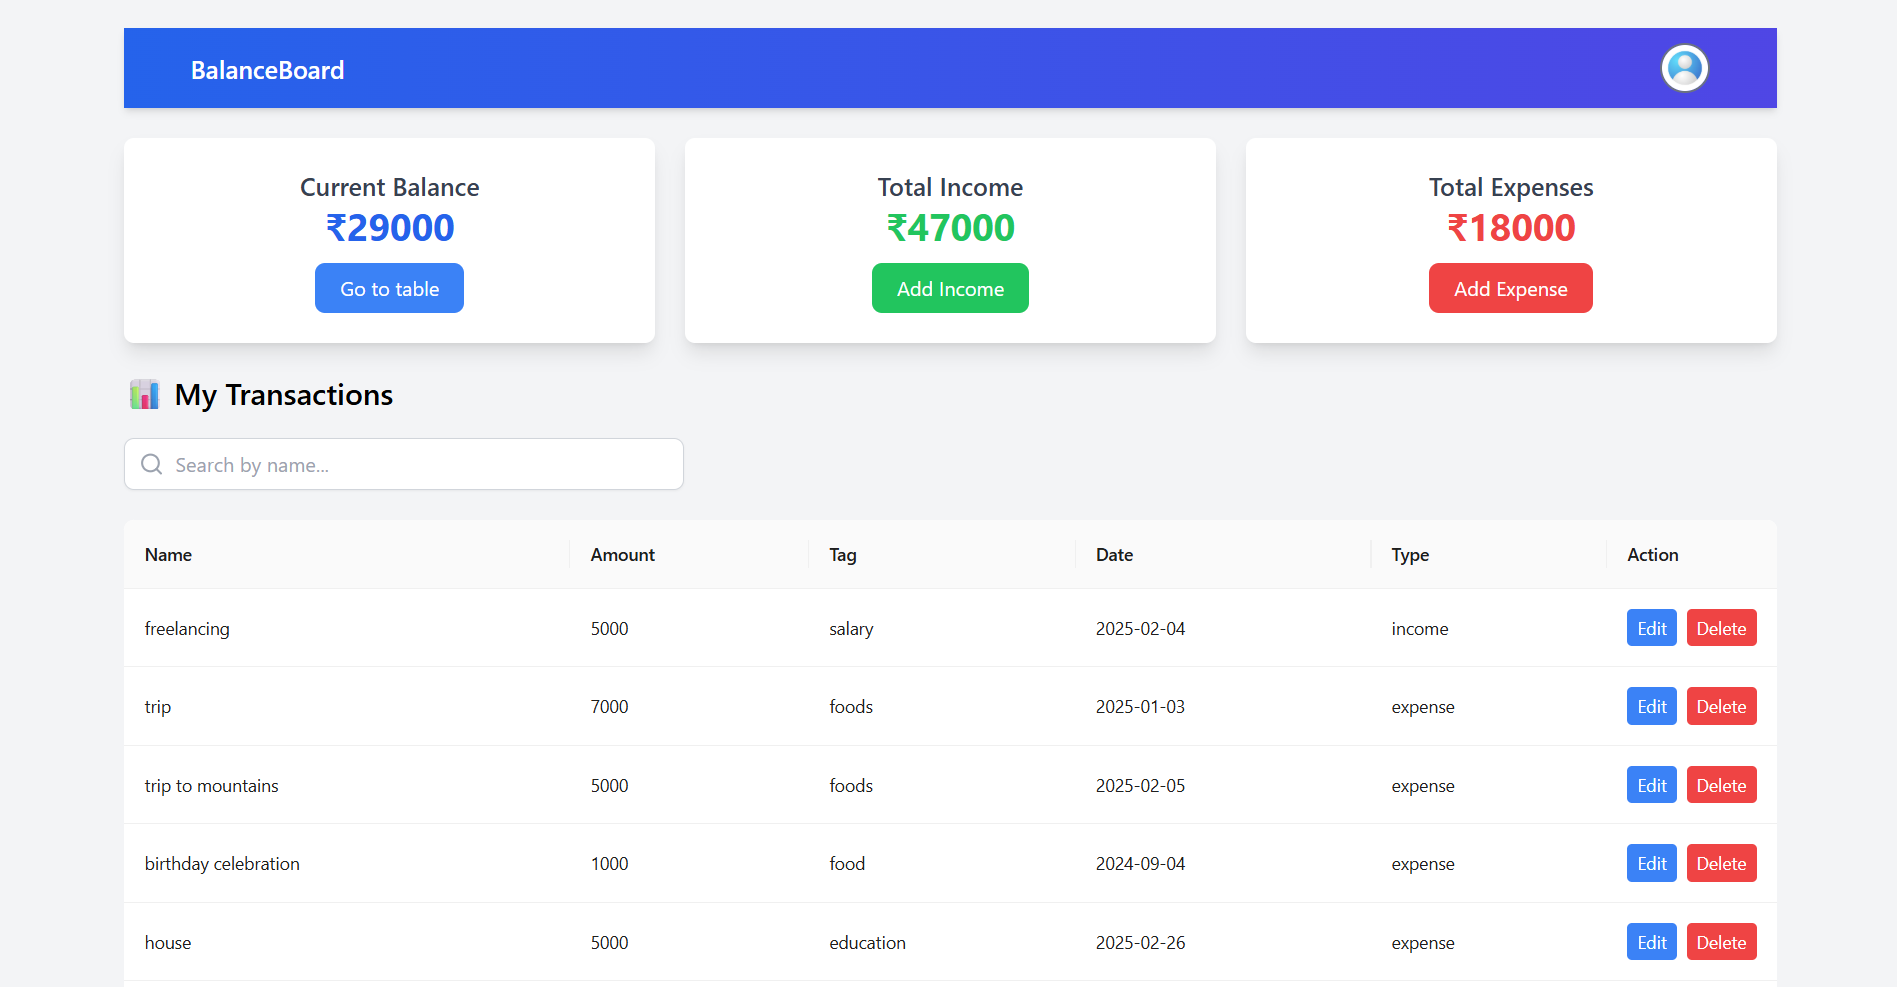 BalanceBoard
Current Balance
₹29000
Go to table
Total Income
₹47000
Add Income
Total Expenses
₹18000
Add Expense
My Transactions
Search by name...
Name Amount Tag Date Type Action
freelancing 5000 salary 2025-02-04 income Edit Delete
trip 7000 foods 2025-01-03 expense Edit Delete
trip to mountains 5000 foods 2025-02-05 expense Edit Delete
birthday celebration 1000 food 2024-09-04 expense Edit Delete
house 5000 education 2025-02-26 expense Edit Delete